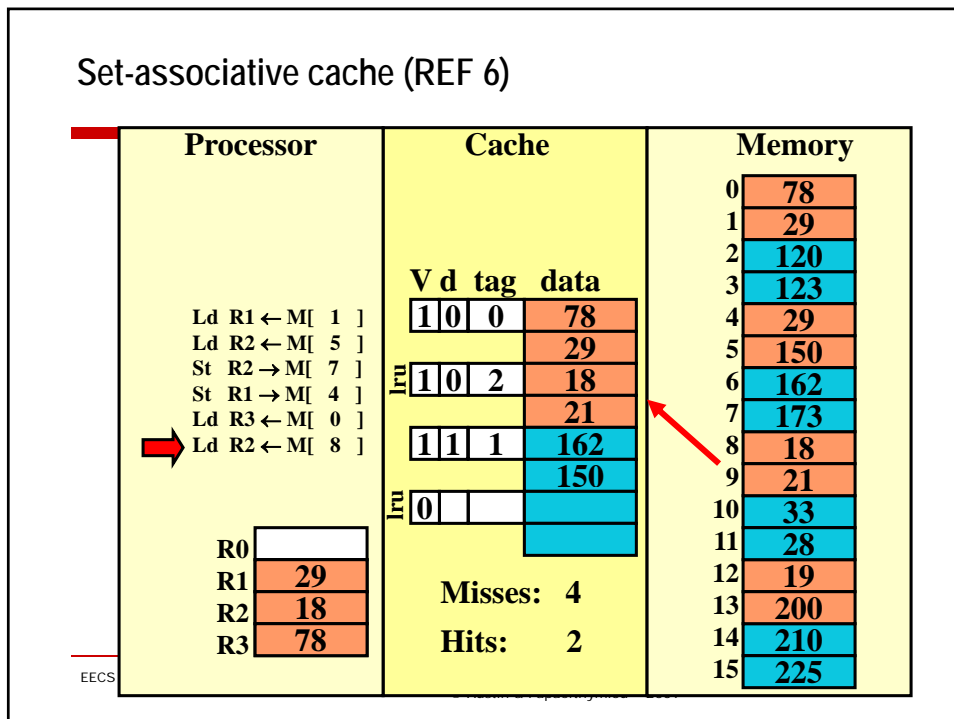 Set-associative cache (REF 6)
Processor
Cache
Memory
Ld R1 ← M[ 1 ]
Ld R2 ← M[ 5 ]
St R2 → M[ 7 ]
St R1 → M[ 4 ]
Ld R3 ← M[ 0 ]
Ld R2 ← M[ 8 ]
R0
R1 29
R2 18
R3 78
V d tag data
1 0 0 78
29
lru 1 0 2 18
21
1 1 1 162
150
lru 0
Misses: 4
Hits: 2
0 78
1 29
2 120
3 123
4 29
5 150
6 162
7 173
8 18
9 21
10 33
11 28
12 19
13 200
14 210
15 225
EECS